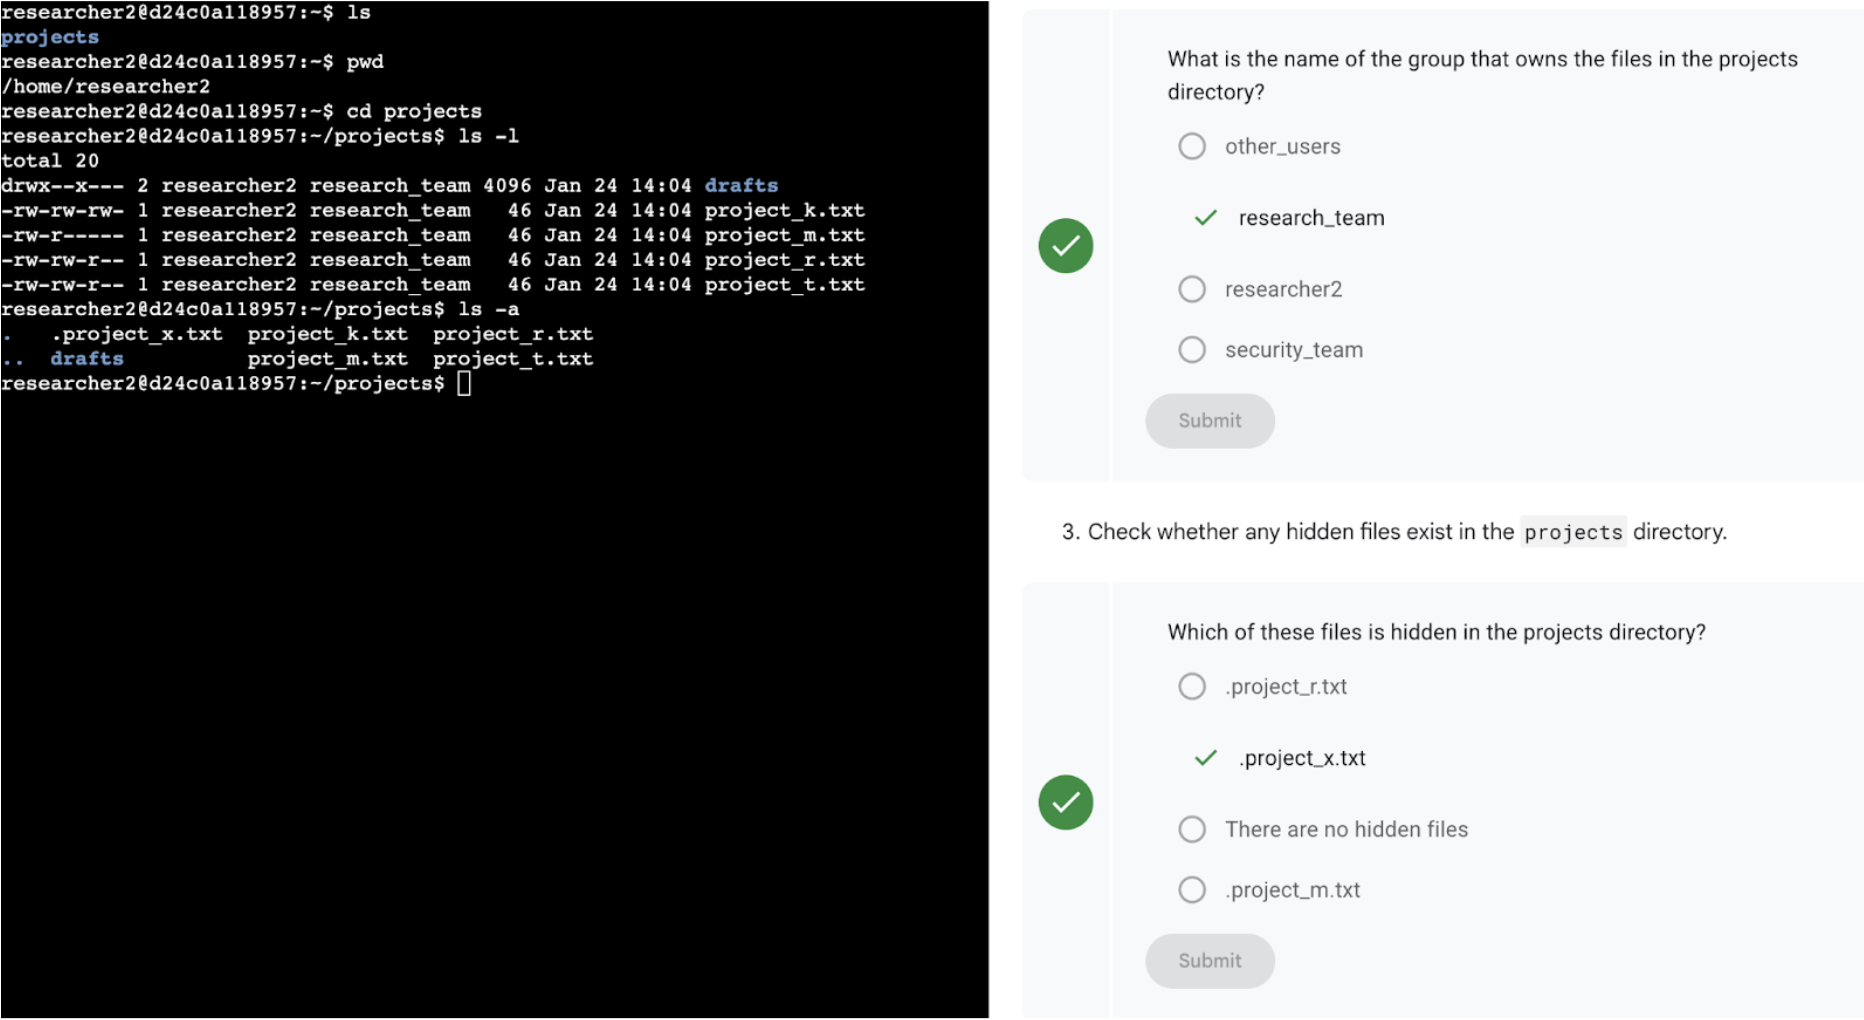 researcher2@d24c0a118957:~$ ls
projects
researcher2@d24c0a118957:~$ pwd
/home/researcher2
researcher2@d24c0a118957:~$ cd projects
researcher2@d24c0a118957:~/projects$ ls -l
total 20
drwx--x--- 2 researcher2 research_team 4096 Jan 24 14:04 drafts
-rw-rw-rw- 1 researcher2 research_team   46 Jan 24 14:04 project_k.txt
-rw-r----- 1 researcher2 research_team   46 Jan 24 14:04 project_m.txt
-rw-rw-r-- 1 researcher2 research_team   46 Jan 24 14:04 project_r.txt
-rw-rw-r-- 1 researcher2 research_team   46 Jan 24 14:04 project_t.txt
researcher2@d24c0a118957:~/projects$ ls -a
.   .project_x.txt  project_k.txt  project_r.txt
..  drafts          project_m.txt  project_t.txt
researcher2@d24c0a118957:~/projects$
What is the name of the group that owns the files in the projects
directory?
other_users
research_team
researcher2
security_team
Submit
3. Check whether any hidden files exist in the projects directory.
Which of these files is hidden in the projects directory?
.project_r.txt
.project_x.txt
There are no hidden files
.project_m.txt
Submit